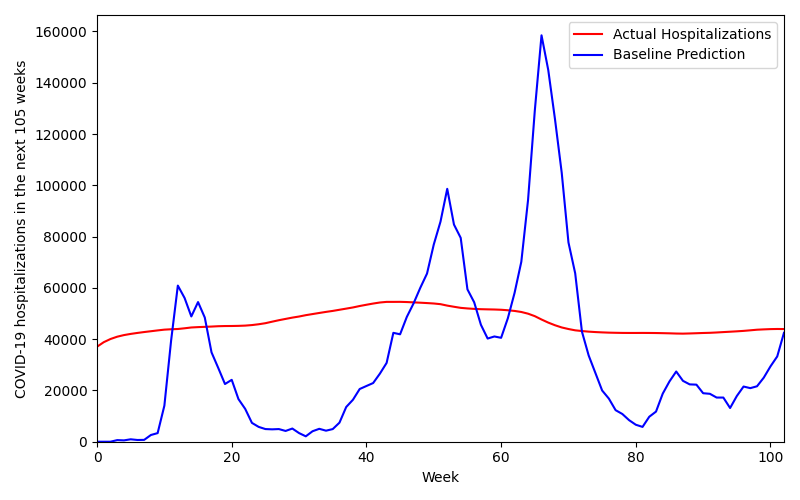 160000
140000
120000
100000
80000
60000
40000
20000
0
COVID-19 hospitalizations in the next 105 weeks
Actual Hospitalizations
Baseline Prediction
0 20 40 60 80 100
Week